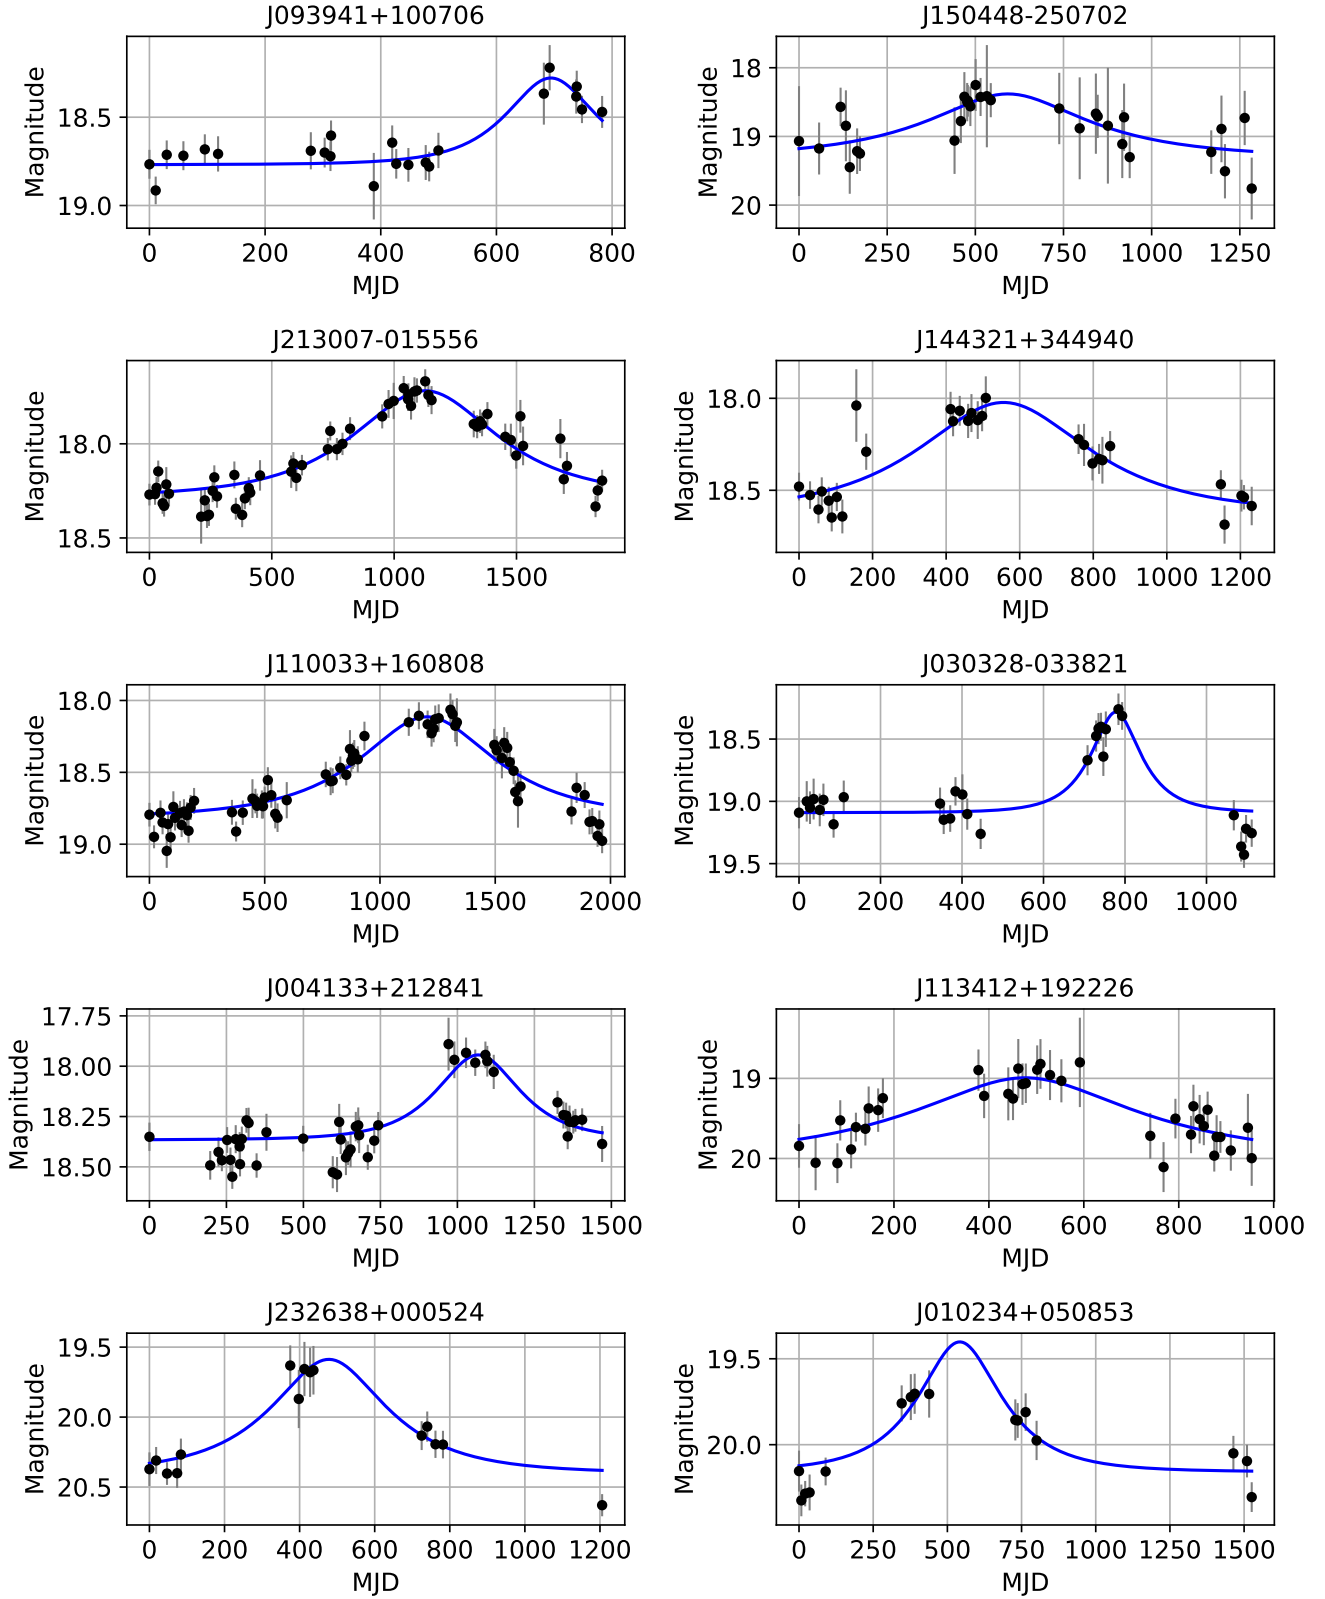 J093941+100706
Magnitude
18.5
19.0
0 200 400 600 800
MJD
J150448-250702
Magnitude
18
19
20
0 250 500 750 1000 1250
MJD
J213007-015556
Magnitude
18.0
18.5
0 500 1000 1500
MJD
J144321+344940
Magnitude
18.0
18.5
0 200 400 600 800 1000 1200
MJD
J110033+160808
Magnitude
18.0
18.5
19.0
0 500 1000 1500 2000
MJD
J030328-033821
Magnitude
18.5
19.0
19.5
0 200 400 600 800 1000
MJD
J004133+212841
Magnitude
17.75
18.00
18.25
18.50
0 250 500 750 1000 1250 1500
MJD
J113412+192226
Magnitude
19
20
0 200 400 600 800 1000
MJD
J232638+000524
Magnitude
19.5
20.0
20.5
0 200 400 600 800 1000 1200
MJD
J010234+050853
Magnitude
19.5
20.0
0 250 500 750 1000 1250 1500
MJD